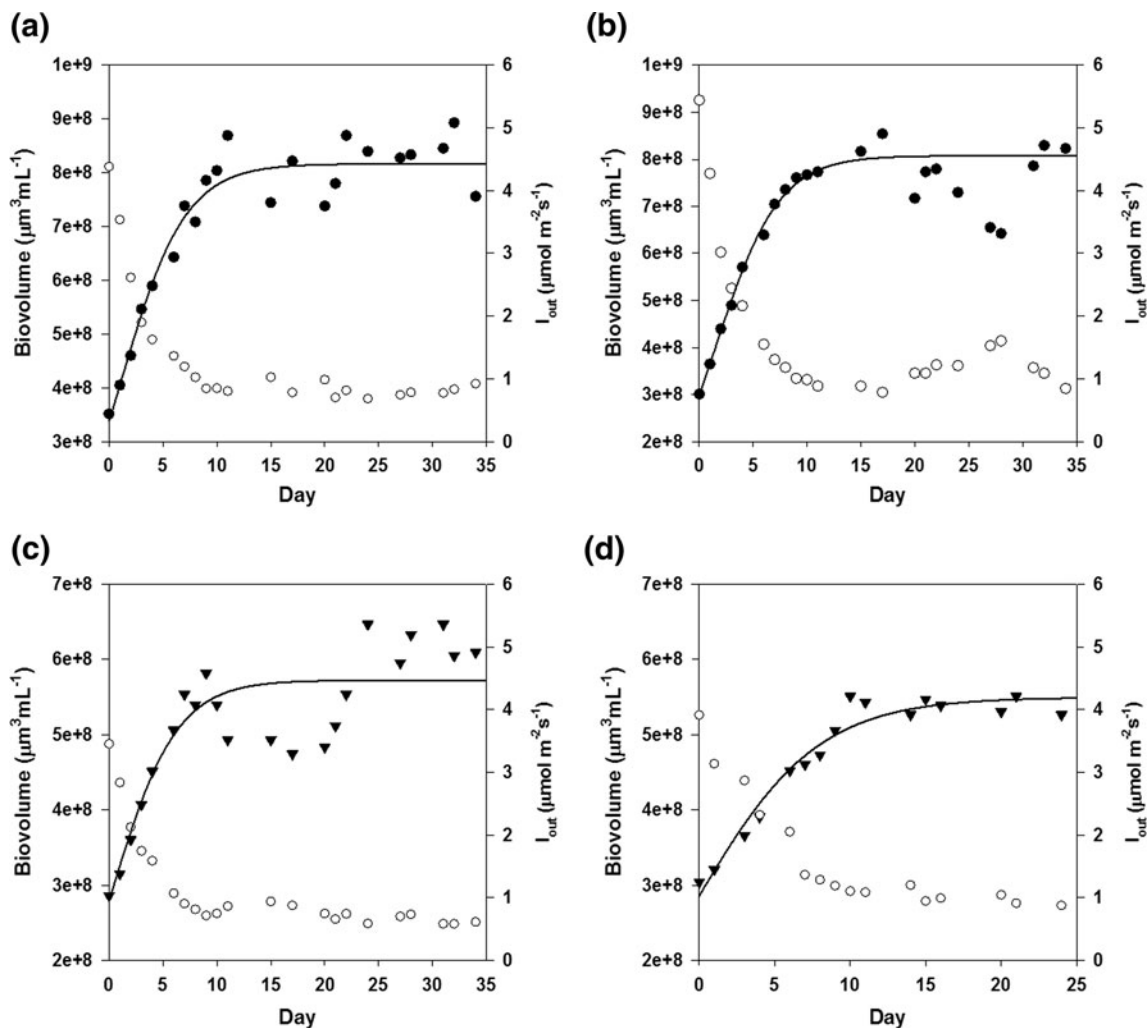 (a)
1e+9
9e+8
8e+8
7e+8
6e+8
5e+8
4e+8
3e+8
Biovolume (µm³mL⁻¹)
6
5
4
3
2
1
0
I_out (µmol m⁻²s⁻¹)
0 5 10 15 20 25 30 35
Day
(b)
1e+9
9e+8
8e+8
7e+8
6e+8
5e+8
4e+8
3e+8
2e+8
Biovolume (µm³mL⁻¹)
6
5
4
3
2
1
0
I_out (µmol m⁻²s⁻¹)
0 5 10 15 20 25 30 35
Day
(c)
7e+8
6e+8
5e+8
4e+8
3e+8
2e+8
Biovolume (µm³mL⁻¹)
6
5
4
3
2
1
0
I_out (µmol m⁻²s⁻¹)
0 5 10 15 20 25 30 35
Day
(d)
7e+8
6e+8
5e+8
4e+8
3e+8
2e+8
Biovolume (µm³mL⁻¹)
6
5
4
3
2
1
0
I_out (µmol m⁻²s⁻¹)
0 5 10 15 20 25
Day